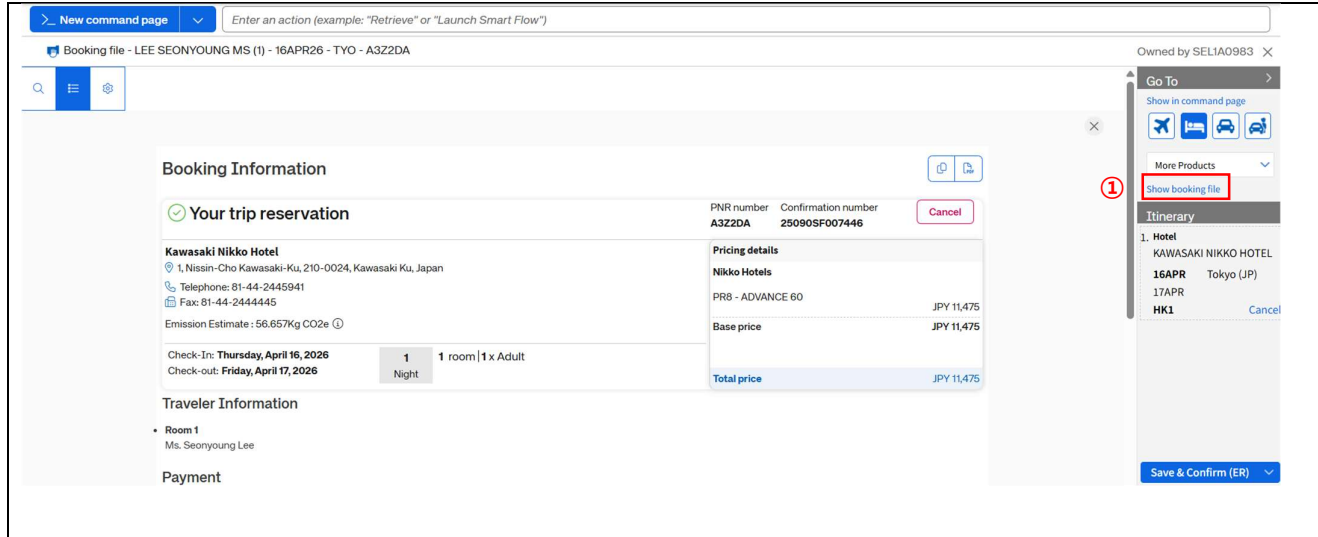 >_ New command page
Enter an action (example: "Retrieve" or "Launch Smart Flow")
Booking file - LEE SEONYOUNG MS (1) - 16APR26 - TYO - A3Z2DA
Owned by SEL1A0983
Go To
Show in command page
More Products
① Show booking file
Booking Information
PDF
Your trip reservation
PNR number Confirmation number
A3Z2DA 25090SF007446
Cancel
Kawasaki Nikko Hotel
1, Nissin-Cho Kawasaki-Ku, 210-0024, Kawasaki Ku, Japan
Telephone: 81-44-2445941
Fax: 81-44-2444445
Emission Estimate : 56.657Kg CO2e
Check-In: Thursday, April 16, 2026
Check-out: Friday, April 17, 2026
1
Night
1 room | 1 x Adult
Pricing details
Nikko Hotels
PR8 - ADVANCE 60
JPY 11,475
Base price JPY 11,475
Total price JPY 11,475
Traveler Information
• Room 1
Ms. Seonyoung Lee
Payment
Itinerary
1. Hotel
KAWASAKI NIKKO HOTEL
16APR Tokyo (JP)
17APR
HK1 Cancel
Save & Confirm (ER)